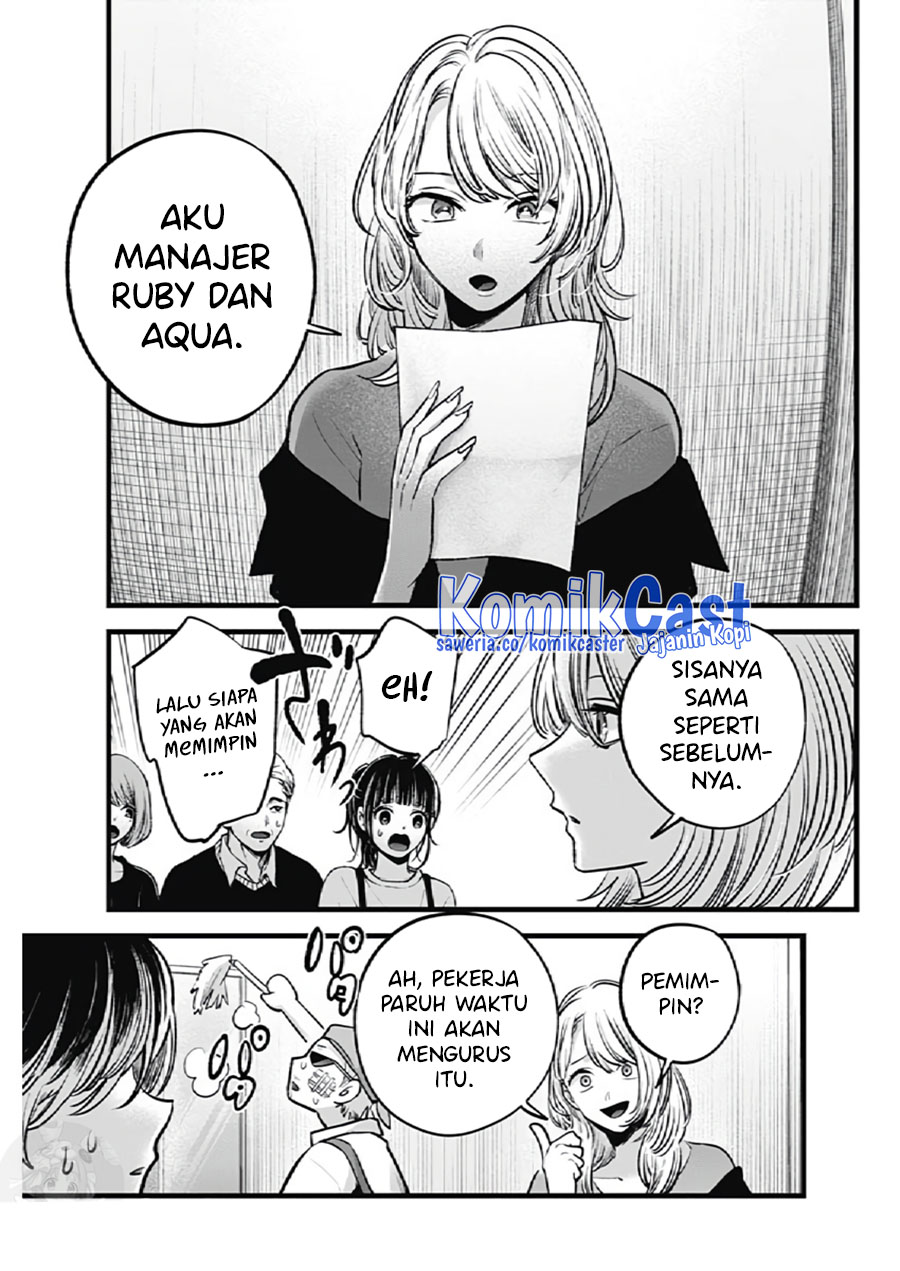 AKU
MANAJER
RUBY DAN
AQUA.
KomikCast
saweria.co/komikcaster Jajanin Kopi
SISANYA
SAMA
SEPERTI
SEBELUM-
NYA.
EH!
LALU SIAPA
YANG AKAN
MEMIMPIN
...
PEMIM-
PIN?
AH, PEKERJA
PARUH WAKTU
INI AKAN
MENGURUS
ITU.